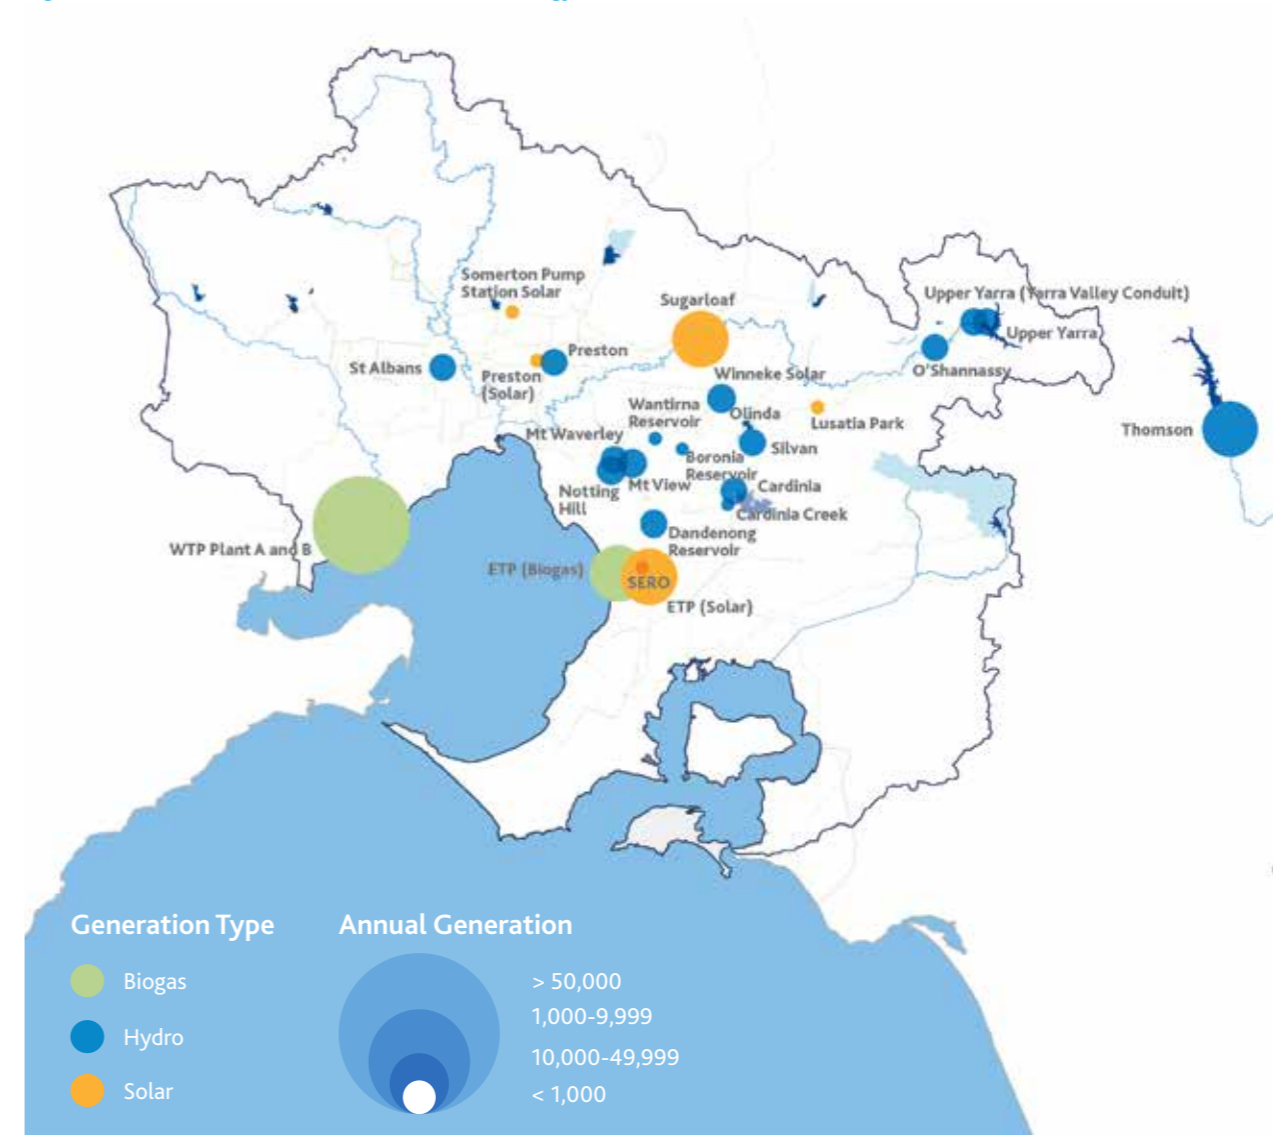 Somerton Pump
Station Solar
Sugarloaf
Upper Yarra (Yarra Valley Conduit)
Upper Yarra
Preston
St Albans
Preston
(Solar)
Winneke Solar
O'Shannassy
Wantirna
Reservoir
Olinda
Lusatia Park
Thomson
Mt Waverley
Silvan
Boronia
Reservoir
Notting
Hill
Mt View
Cardinia
Cardinia Creek
Dandenong
Reservoir
WTP Plant A and B
ETP (Biogas)
SERO
ETP (Solar)
Generation Type
Biogas
Hydro
Solar
Annual Generation
> 50,000
1,000-9,999
10,000-49,999
< 1,000